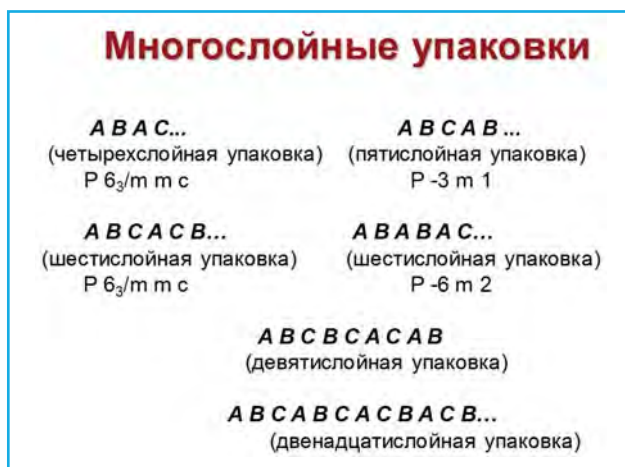 Многослойные упаковки
A B A C...
(четырехслойная упаковка)
P 6₃/m m c
A B C A B ...
(пятислойная упаковка)
P -3 m 1
A B C A C B...
(шестислойная упаковка)
P 6₃/m m c
A B A B A C...
(шестислойная упаковка)
P -6 m 2
A B C B C A C A B
(девятислойная упаковка)
A B C A B C A C B A C B...
(двенадцатислойная упаковка)